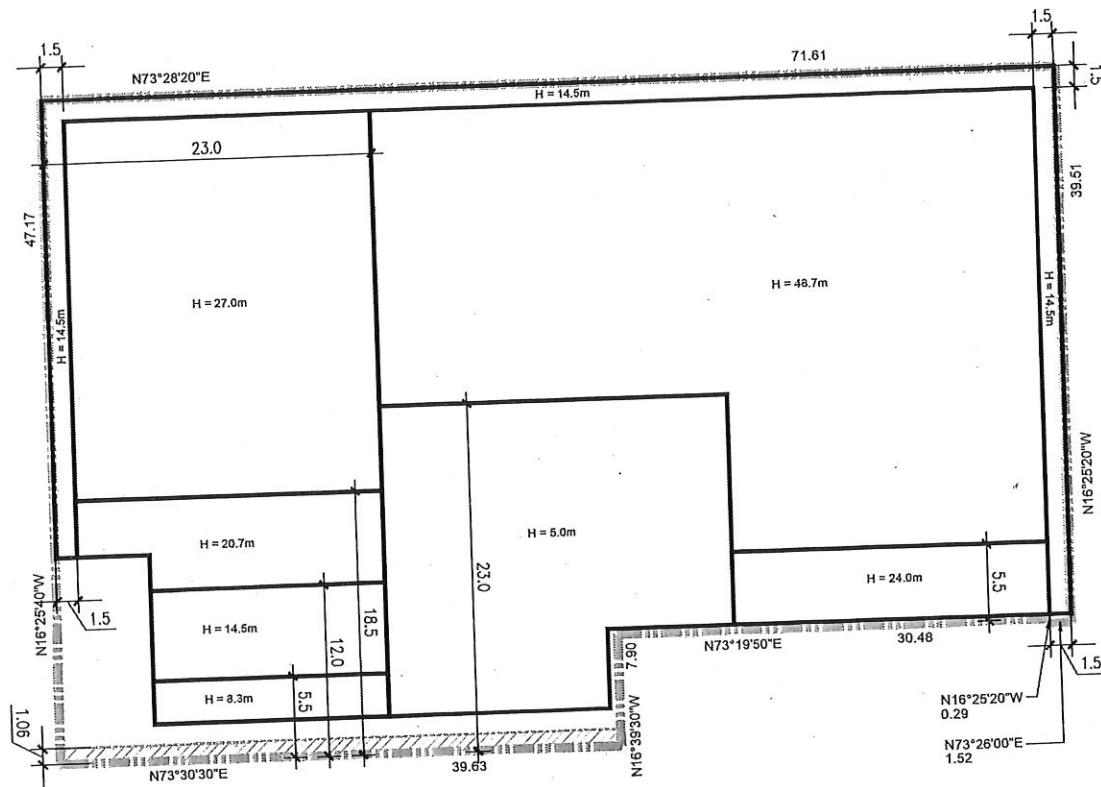 1.5
1.5
71.61
N73°28'20"E
H = 14.5m
1.5
23.0
47.17
39.51
H = 27.0m
H = 48.7m
H = 14.5m
H = 14.5m
N16°25'20"W
H = 20.7m
H = 5.0m
23.0
H = 24.0m
5.5
N16°25'40"W
1.5
H = 14.5m
18.5
12.0
30.48
N73°19'50"E
7.90
1.5
H = 8.3m
5.5
N16°25'20"W
0.29
N16°39'30"W
1.06
N73°26'00"E
1.52
N73°30'30"E
39.63